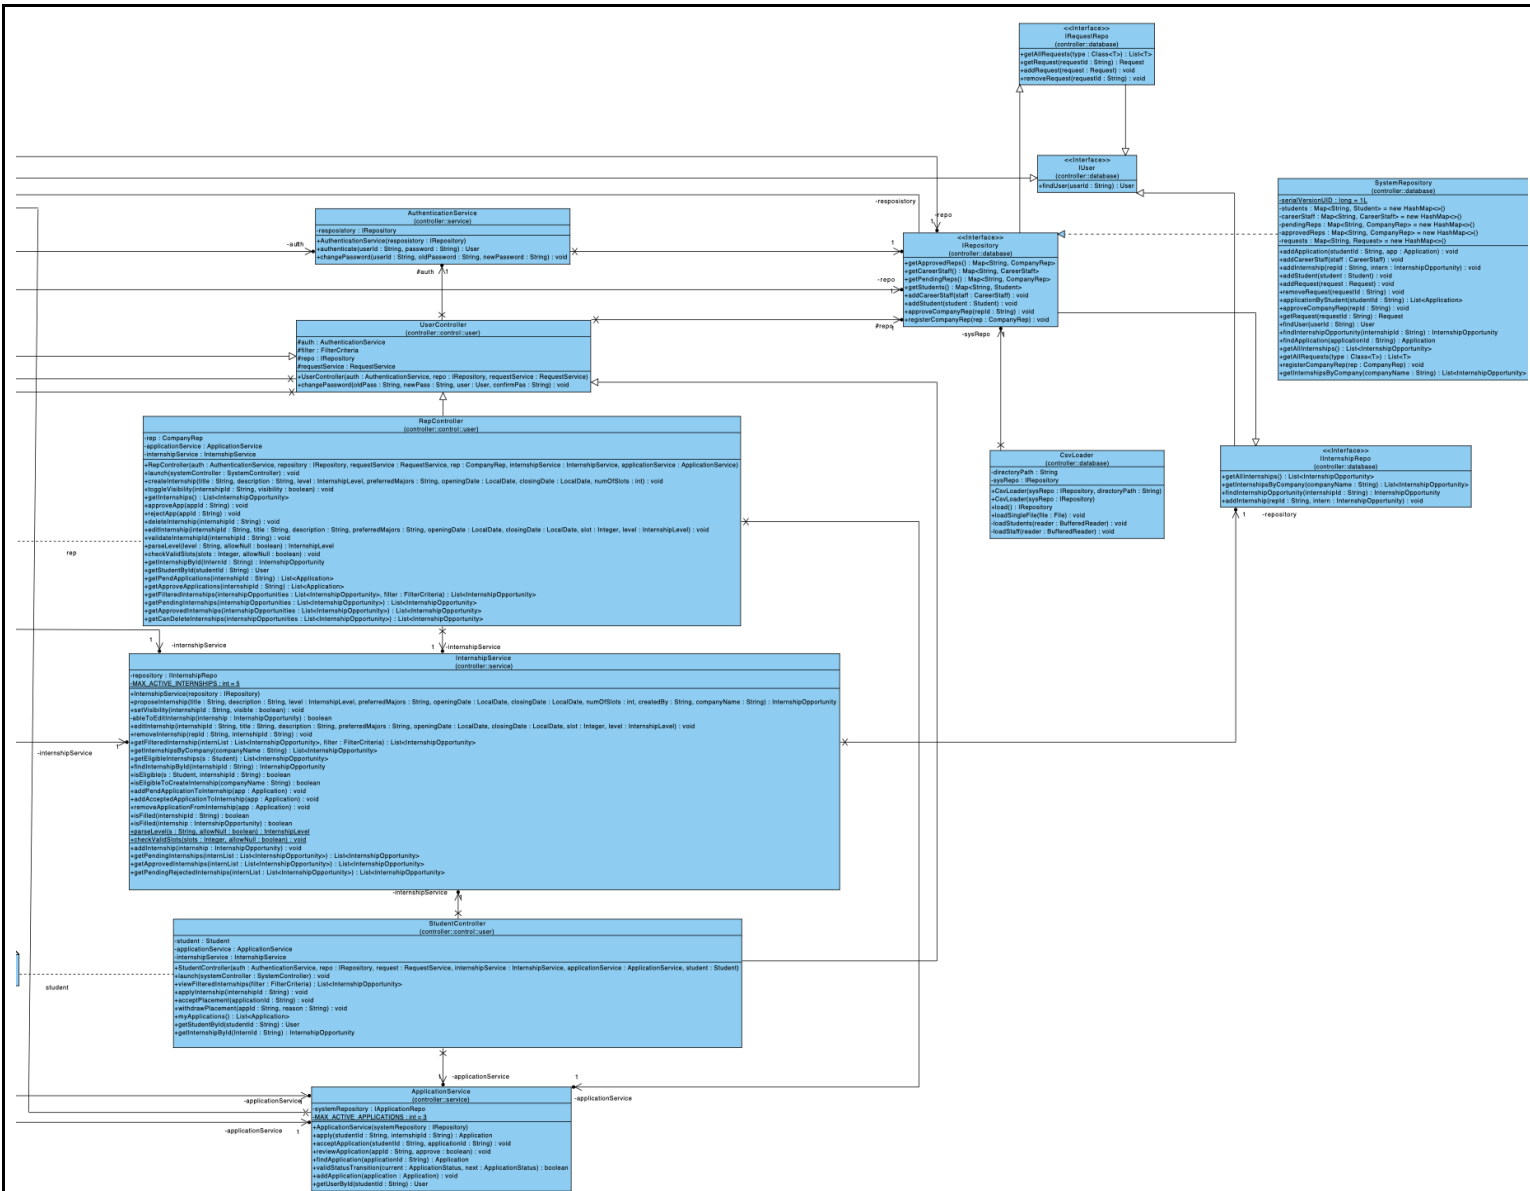 <<Interface>>
IRequestRepo
(controller::database)
+getAllRequests(type : Class<T>) : List<T>
+getRequest(requestId : String) : Request
+addRequest(request : Request) : void
+removeRequest(requestId : String) : void
<<Interface>>
IUser
(controller::database)
+findUser(userId : String) : User
SystemRepository
(controller::database)
-serialVersionUID : long = 1L
-students : Map<String, Student> = new HashMap<>()
-careerStaff : Map<String, CareerStaff> = new HashMap<>()
-pendingReps : Map<String, CompanyRep> = new HashMap<>()
-approvedReps : Map<String, CompanyRep> = new HashMap<>()
-requests : Map<String, Request> = new HashMap<>()
+addApplication(studentId : String, app : Application) : void
+addCareerStaff(staff : CareerStaff) : void
+addInternship(repId : String, intern : InternshipOpportunity) : void
+addStudent(student : Student) : void
+addRequest(request : Request) : void
+removeRequest(requestId : String) : void
+applicationByStudent(studentId : String) : List<Application>
+approveCompanyRep(repId : String) : void
+getRequest(requestId : String) : Request
+findUser(userId : String) : User
+findInternshipOpportunity(internshipId : String) : InternshipOpportunity
+findApplication(applicationId : String) : Application
+getAllInternships() : List<InternshipOpportunity>
+getAllRequests(type : Class<T>) : List<T>
+registerCompanyRep(rep : CompanyRep) : void
+getInternshipsByCompany(companyName : String) : List<InternshipOpportunity>
-resposistory
-repo
1
AuthenticationService
(controller::service)
-resposistory : IRepository
+AuthenticationService(resposistory : IRepository)
+authenticate(userId : String, password : String) : User
+changePassword(userId : String, oldPassword : String, newPassword : String) : void
-auth
1
#auth
1
<<Interface>>
IRepository
(controller::database)
+getApprovedReps() : Map<String, CompanyRep>
+getCareerStaff() : Map<String, CareerStaff>
+getPendingReps() : Map<String, CompanyRep>
+getStudents() : Map<String, Student>
+addCareerStaff(staff : CareerStaff) : void
+addStudent(student : Student) : void
+approveCompanyRep(repId : String) : void
+registerCompanyRep(rep : CompanyRep) : void
1
-repo
1
#repo
1
-sysRepo
1
UserController
(controller::control::user)
#auth : AuthenticationService
#filter : FilterCriteria
#repo : IRepository
#requestService : RequestService
+UserController(auth : AuthenticationService, repo : IRepository, requestService : RequestService)
+changePassword(oldPass : String, newPass : String, user : User, confirmPas : String) : void
RepController
(controller::control::user)
-rep : CompanyRep
-applicationService : ApplicationService
-internshipService : InternshipService
+RepController(auth : AuthenticationService, repository : IRepository, requestService : RequestService, rep : CompanyRep, internshipService : InternshipService, applicationService : ApplicationService)
+launch(systemController : SystemController) : void
+createInternship(title : String, description : String, level : InternshipLevel, preferredMajors : String, openingDate : LocalDate, closingDate : LocalDate, numOfSlots : int) : void
+toggleVisibility(internshipId : String, visibility : boolean) : void
+getInternships() : List<InternshipOpportunity>
+approveApp(appId : String) : void
+rejectApp(appId : String) : void
+deleteInternship(internshipId : String) : void
+editInternship(internshipId : String, title : String, description : String, preferredMajors : String, openingDate : LocalDate, closingDate : LocalDate, slot : Integer, level : InternshipLevel) : void
+validateInternshipId(internshipId : String) : void
+parseLevel(level : String, allowNull : boolean) : InternshipLevel
+checkValidSlots(slots : Integer, allowNull : boolean) : void
+getInternshipById(InternId : String) : InternshipOpportunity
+getStudentById(studentId : String) : User
+getPendApplications(internshipId : String) : List<Application>
+getApproveApplications(internshipId : String) : List<Application>
+getFilteredInternships(internshipOpportunities : List<InternshipOpportunity>, filter : FilterCriteria) : List<InternshipOpportunity>
+getPendingInternships(internshipOpportunities : List<InternshipOpportunity>) : List<InternshipOpportunity>
+getApprovedInternships(internshipOpportunities : List<InternshipOpportunity>) : List<InternshipOpportunity>
+getCanDeleteInternships(internshipOpportunities : List<InternshipOpportunity>) : List<InternshipOpportunity>
rep
CsvLoader
(controller::database)
-directoryPath : String
-sysRepo : IRepository
+CsvLoader(sysRepo : IRepository, directoryPath : String)
+CsvLoader(sysRepo : IRepository)
+load() : IRepository
+loadSingleFile(file : File) : void
-loadStudents(reader : BufferedReader) : void
-loadStaff(reader : BufferedReader) : void
<<Interface>>
IInternshipRepo
(controller::database)
+getAllInternships() : List<InternshipOpportunity>
+getInternshipsByCompany(companyName : String) : List<InternshipOpportunity>
+findInternshipOpportunity(internshipId : String) : InternshipOpportunity
+addInternship(repId : String, intern : InternshipOpportunity) : void
1
-repository
1
-internshipService
1
-internshipService
InternshipService
(controller::service)
-repository : IInternshipRepo
-MAX_ACTIVE_INTERNSHIPS : int = 5
+InternshipService(repository : IRepository)
+proposeInternship(title : String, description : String, level : InternshipLevel, preferredMajors : String, openingDate : LocalDate, closingDate : LocalDate, numOfSlots : int, createdBy : String, companyName : String) : InternshipOpportunity
+setVisibility(internshipId : String, visible : boolean) : void
-ableToEditInternship(internship : InternshipOpportunity) : boolean
+editInternship(internshipId : String, title : String, description : String, preferredMajors : String, openingDate : LocalDate, closingDate : LocalDate, slot : Integer, level : InternshipLevel) : void
+removeInternship(repId : String, internshipId : String) : void
+getFilteredInternship(internList : List<InternshipOpportunity>, filter : FilterCriteria) : List<InternshipOpportunity>
+getInternshipsByCompany(companyName : String) : List<InternshipOpportunity>
+getEligibleInternships(s : Student) : List<InternshipOpportunity>
+findInternshipById(internshipId : String) : InternshipOpportunity
+isEligible(s : Student, internshipId : String) : boolean
+isEligibleToCreateInternship(companyName : String) : boolean
+addPendApplicationToInternship(app : Application) : void
+addAcceptedApplicationToInternship(app : Application) : void
+removeApplicationFromInternship(app : Application) : void
+isFilled(internshipId : String) : boolean
+isFilled(internship : InternshipOpportunity) : boolean
+parseLevel(s : String, allowNull : boolean) : InternshipLevel
+checkValidSlots(slots : Integer, allowNull : boolean) : void
+addInternship(internship : InternshipOpportunity) : void
+getPendingInternships(internList : List<InternshipOpportunity>) : List<InternshipOpportunity>
+getApprovedInternships(internList : List<InternshipOpportunity>) : List<InternshipOpportunity>
+getPendingRejectedInternships(internList : List<InternshipOpportunity>) : List<InternshipOpportunity>
-internshipService
1
-internshipService
1
StudentController
(controller::control::user)
-student : Student
-applicationService : ApplicationService
-internshipService : InternshipService
+StudentController(auth : AuthenticationService, repo : IRepository, request : RequestService, internshipService : InternshipService, applicationService : ApplicationService, student : Student)
+launch(systemController : SystemController) : void
+viewFilteredInternships(filter : FilterCriteria) : List<InternshipOpportunity>
+applyInternship(internshipId : String) : void
+acceptPlacement(applicationId : String) : void
+withdrawPlacement(appId : String, reason : String) : void
+myApplications() : List<Application>
+getStudentById(studentId : String) : User
+getInternshipById(InternId : String) : InternshipOpportunity
student
1
-applicationService
1
-applicationService
-applicationService
-applicationService
1
ApplicationService
(controller::service)
-systemRepository : IApplicationRepo
-MAX_ACTIVE_APPLICATIONS : int = 3
+ApplicationService(systemRepository : IRepository)
+apply(studentId : String, internshipId : String) : Application
+acceptApplication(studentId : String, applicationId : String) : void
+reviewApplication(appId : String, approve : boolean) : void
+findApplication(applicationId : String) : Application
+validStatusTransition(current : ApplicationStatus, next : ApplicationStatus) : boolean
+addApplication(application : Application) : void
+getUserById(studentId : String) : User